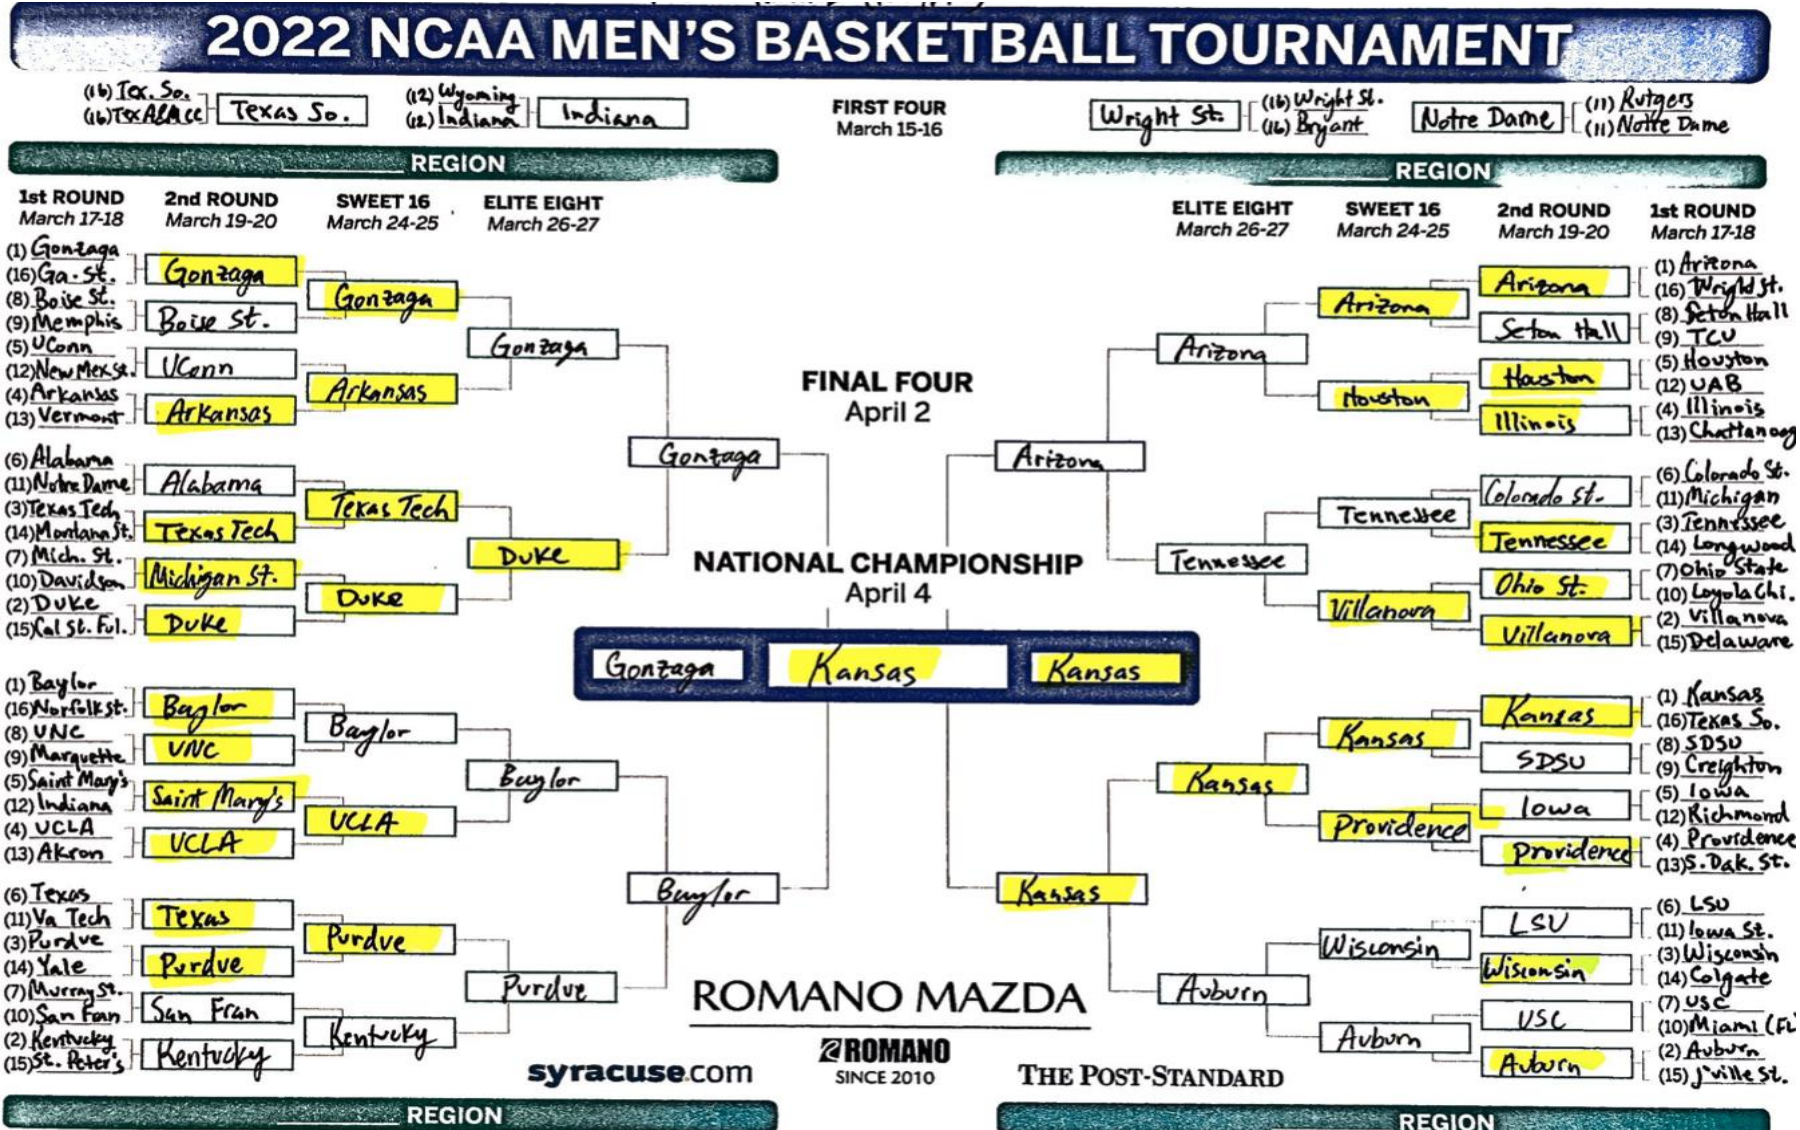 2022 NCAA MEN'S BASKETBALL TOURNAMENT
(16) Tex. So.
(16) Tex A&M CC
Texas So.
(12) Wyoming
(12) Indiana
Indiana
FIRST FOUR
March 15-16
Wright St.
(16) Wright St.
(16) Bryant
Notre Dame
(11) Rutgers
(11) Notre Dame
REGION
REGION
1st ROUND
March 17-18
2nd ROUND
March 19-20
SWEET 16
March 24-25
ELITE EIGHT
March 26-27
(1) Gonzaga
(16) Ga. St.
(8) Boise St.
(9) Memphis
(5) UConn
(12) New Mex St.
(4) Arkansas
(13) Vermont
(6) Alabama
(11) Notre Dame
(3) Texas Tech
(14) Montana St.
(7) Mich. St.
(10) Davidson
(2) Duke
(15) Cal St. Ful.
Gonzaga
Boise St.
UConn
Arkansas
Alabama
Texas Tech
Michigan St.
Duke
Gonzaga
Arkansas
Texas Tech
Duke
Gonzaga
Duke
Gonzaga
(1) Baylor
(16) Norfolk St.
(8) UNC
(9) Marquette
(5) Saint Mary's
(12) Indiana
(4) UCLA
(13) Akron
(6) Texas
(11) Va Tech
(3) Purdue
(14) Yale
(7) Murray St.
(10) San Fran
(2) Kentucky
(15) St. Peter's
Baylor
UNC
Saint Mary's
UCLA
Texas
Purdue
San Fran
Kentucky
Baylor
UCLA
Purdue
Kentucky
Baylor
Purdue
Baylor
FINAL FOUR
April 2
NATIONAL CHAMPIONSHIP
April 4
Gonzaga
Kansas
Kansas
ELITE EIGHT
March 26-27
SWEET 16
March 24-25
2nd ROUND
March 19-20
1st ROUND
March 17-18
Arizona
Arizona
Tennessee
Arizona
Houston
Tennessee
Villanova
Arizona
Seton Hall
Houston
Illinois
Colorado St.
Tennessee
Ohio St.
Villanova
(1) Arizona
(16) Wright St.
(8) Seton Hall
(9) TCU
(5) Houston
(12) UAB
(4) Illinois
(13) Chattanoog
(6) Colorado St.
(11) Michigan
(3) Tennessee
(14) Longwood
(7) Ohio State
(10) Loyola Chi.
(2) Villanova
(15) Delaware
Kansas
Kansas
Auburn
Kansas
Providence
Wisconsin
Auburn
Kansas
SDSU
Iowa
Providence
LSU
Wisconsin
USC
Auburn
(1) Kansas
(16) Texas So.
(8) SDSU
(9) Creighton
(5) Iowa
(12) Richmond
(4) Providence
(13) S. Dak. St.
(6) LSU
(11) Iowa St.
(3) Wisconsin
(14) Colgate
(7) USC
(10) Miami (FL
(2) Auburn
(15) J'ville St.
ROMANO MAZDA
ROMANO
SINCE 2010
syracuse.com
THE POST-STANDARD
REGION
REGION